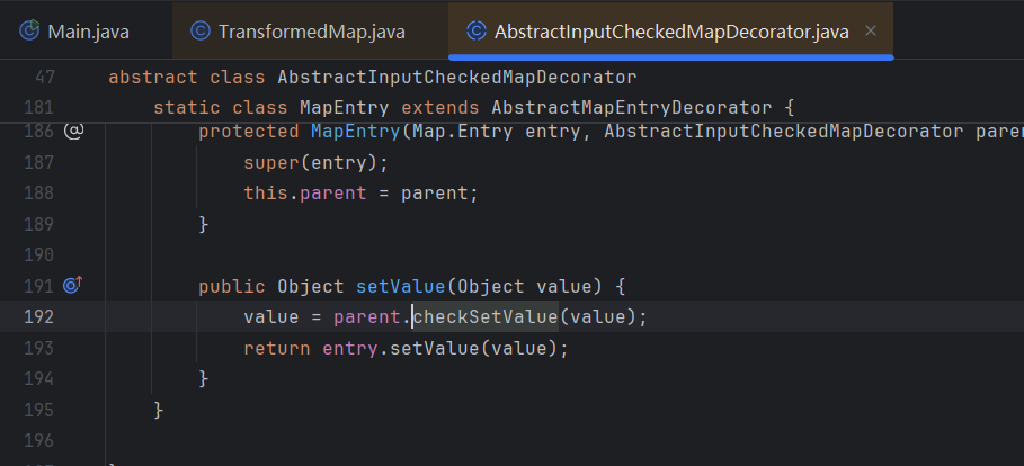 Main.java TransformedMap.java AbstractInputCheckedMapDecorator.java
47 abstract class AbstractInputCheckedMapDecorator
181 static class MapEntry extends AbstractMapEntryDecorator {
186 @ protected MapEntry(Map.Entry entry, AbstractInputCheckedMapDecorator paren
187 super(entry);
188 this.parent = parent;
189 }
190
191 public Object setValue(Object value) {
192 value = parent.checkSetValue(value);
193 return entry.setValue(value);
194 }
195 }
196